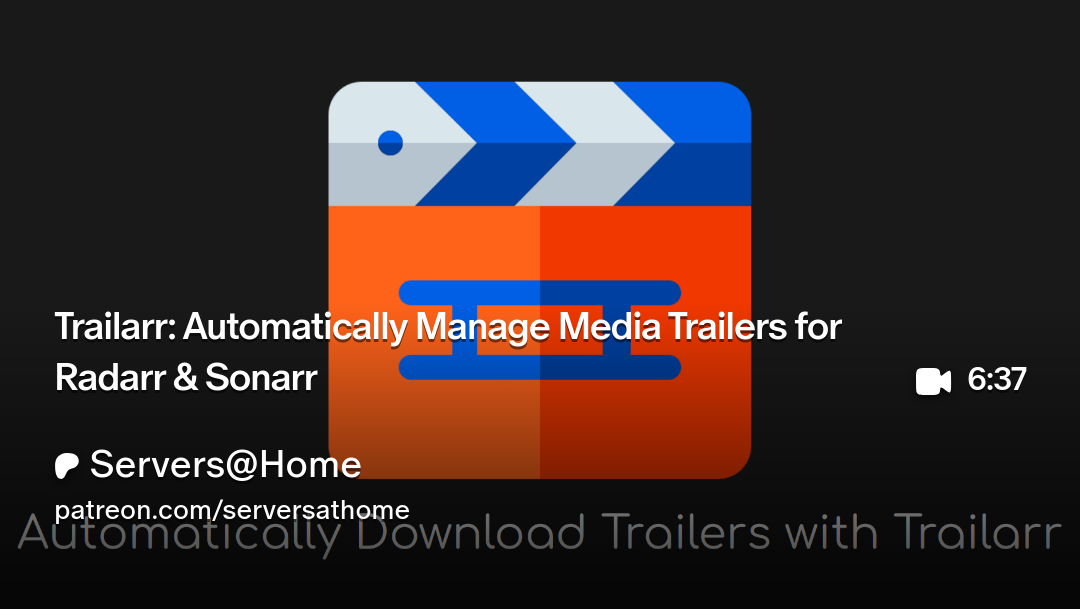 Trailarr: Automatically Manage Media Trailers for
Radarr & Sonarr
6:37
Servers@Home
patreon.com/serversathome
Automatically Download Trailers with Trailarr